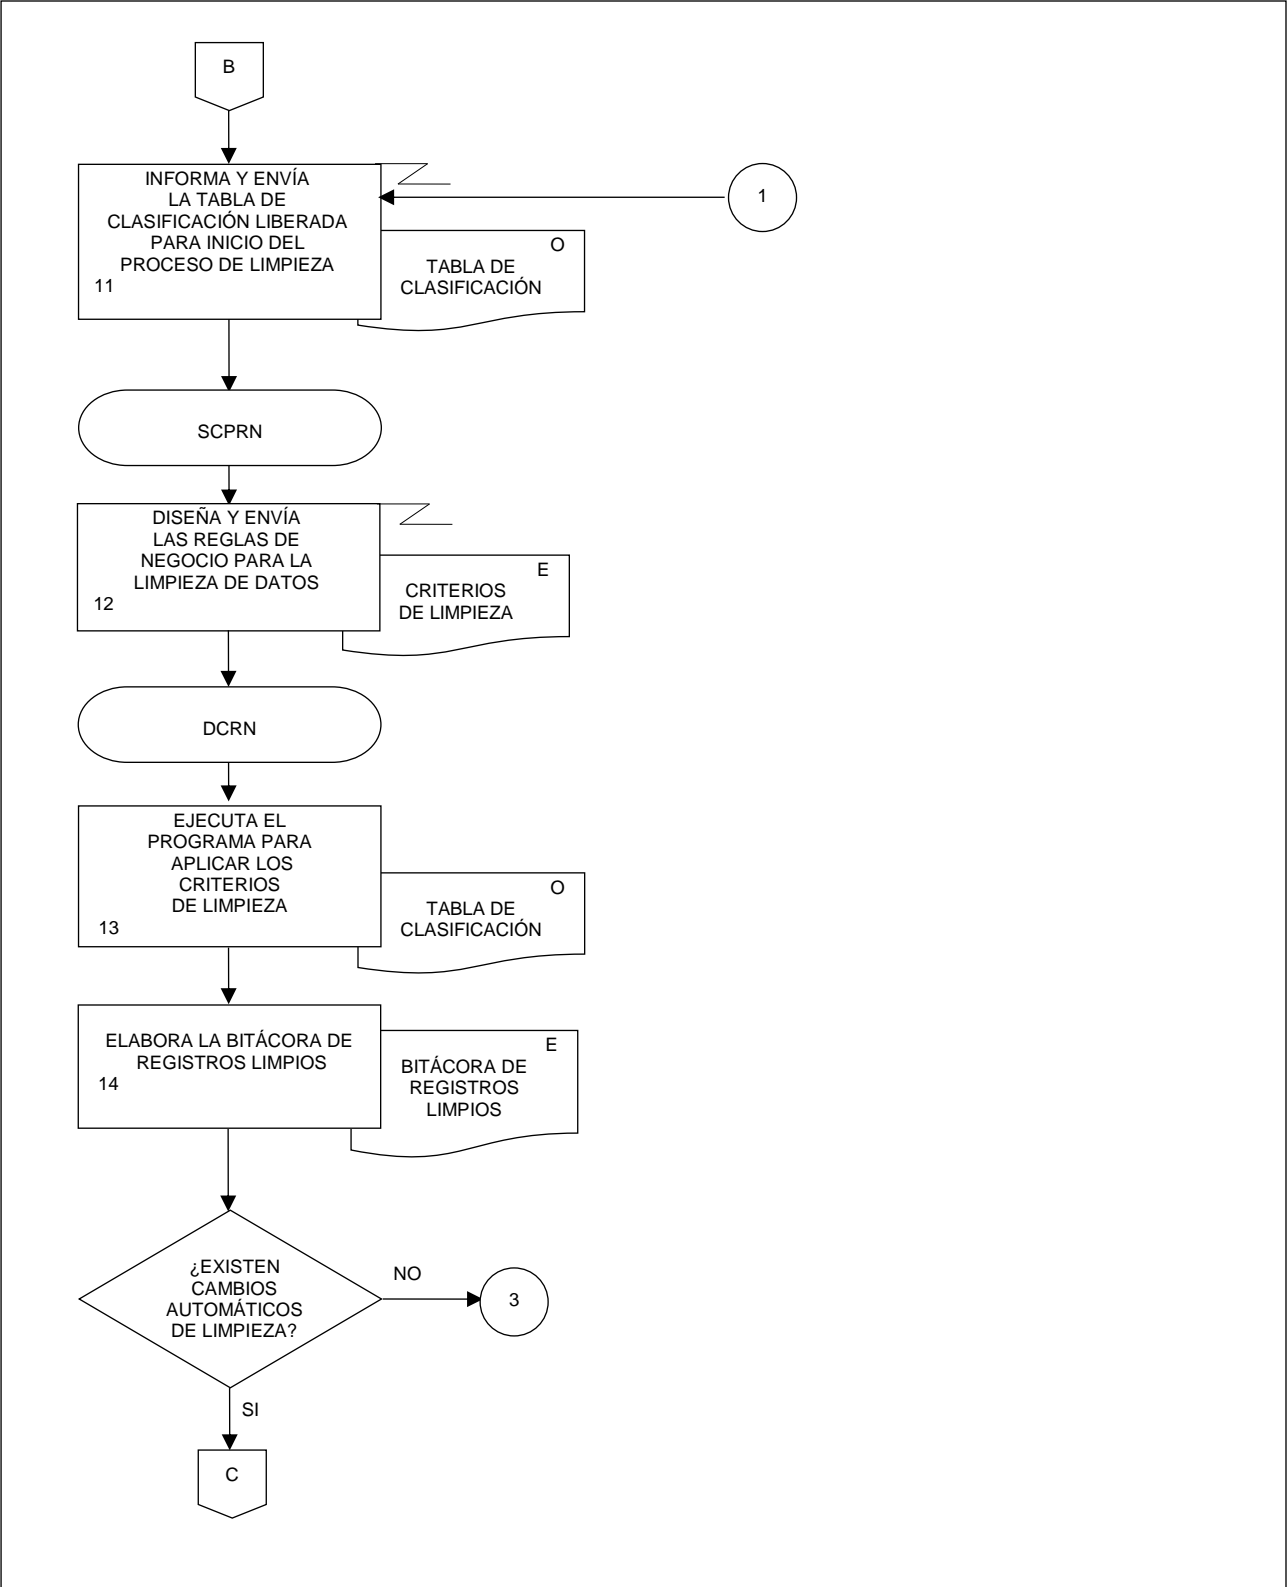 B
INFORMA Y ENVÍA
LA TABLA DE
CLASIFICACIÓN LIBERADA
PARA INICIO DEL
PROCESO DE LIMPIEZA
11
1
O
TABLA DE
CLASIFICACIÓN
SCPRN
DISEÑA Y ENVÍA
LAS REGLAS DE
NEGOCIO PARA LA
LIMPIEZA DE DATOS
12
E
CRITERIOS
DE LIMPIEZA
DCRN
EJECUTA EL
PROGRAMA PARA
APLICAR LOS
CRITERIOS
DE LIMPIEZA
13
O
TABLA DE
CLASIFICACIÓN
ELABORA LA BITÁCORA DE
REGISTROS LIMPIOS
14
E
BITÁCORA DE
REGISTROS
LIMPIOS
¿EXISTEN
CAMBIOS
AUTOMÁTICOS
DE LIMPIEZA?
NO
3
SI
C